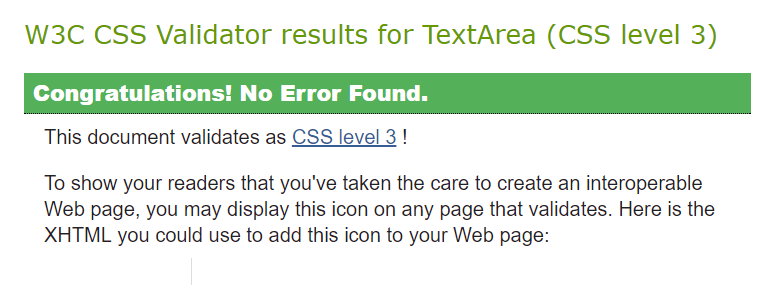 W3C CSS Validator results for TextArea (CSS level 3)
Congratulations! No Error Found.
This document validates as CSS level 3 !
To show your readers that you've taken the care to create an interoperable
Web page, you may display this icon on any page that validates. Here is the
XHTML you could use to add this icon to your Web page: